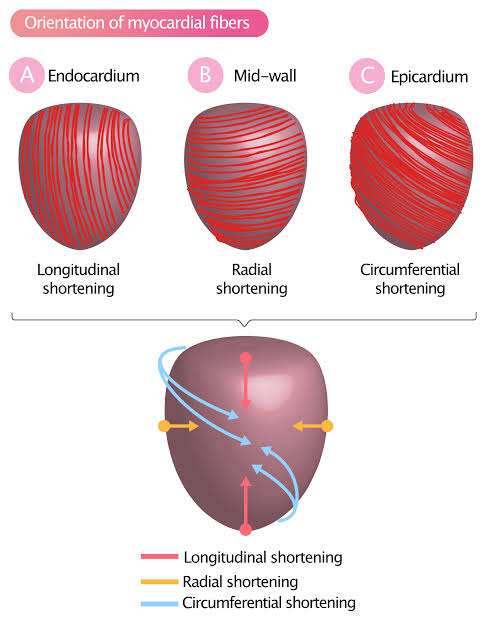 Orientation of myocardial fibers
A Endocardium
B Mid–wall
C Epicardium
Longitudinal
shortening
Radial
shortening
Circumferential
shortening
Longitudinal shortening
Radial shortening
Circumferential shortening